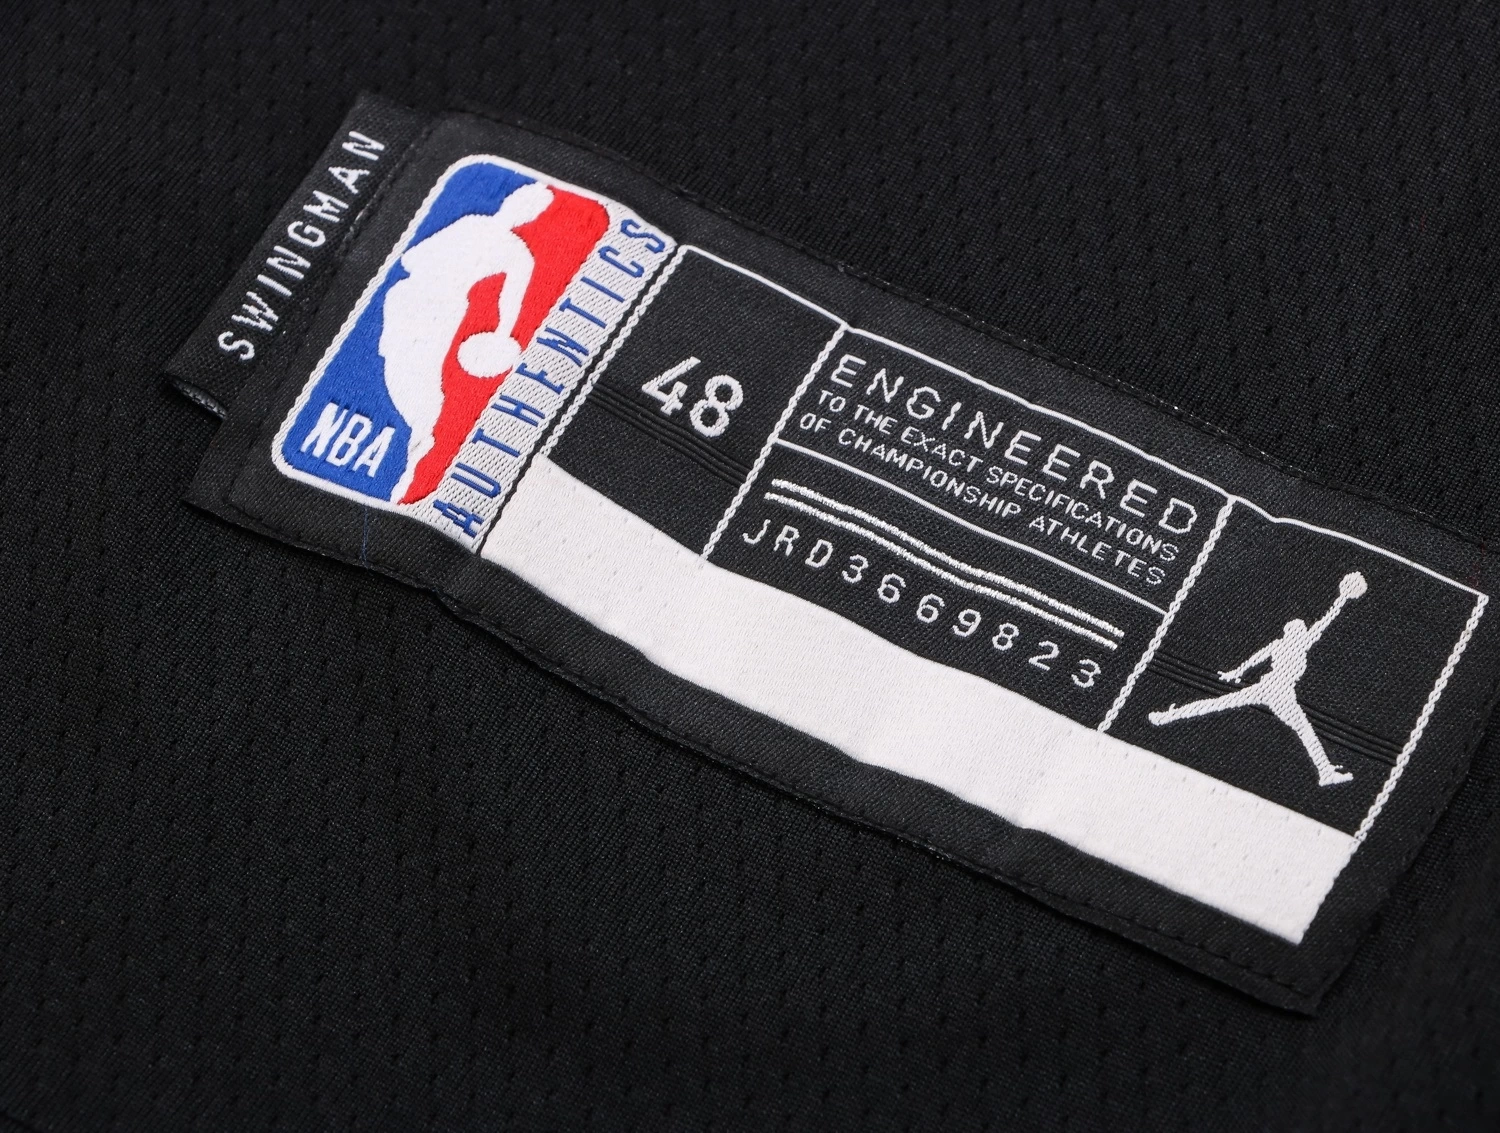 SWINGMAN
NBA
AUTHENTICS
48
ENGINEERED
TO THE EXACT SPECIFICATIONS
OF CHAMPIONSHIP ATHLETES
JRD3669823